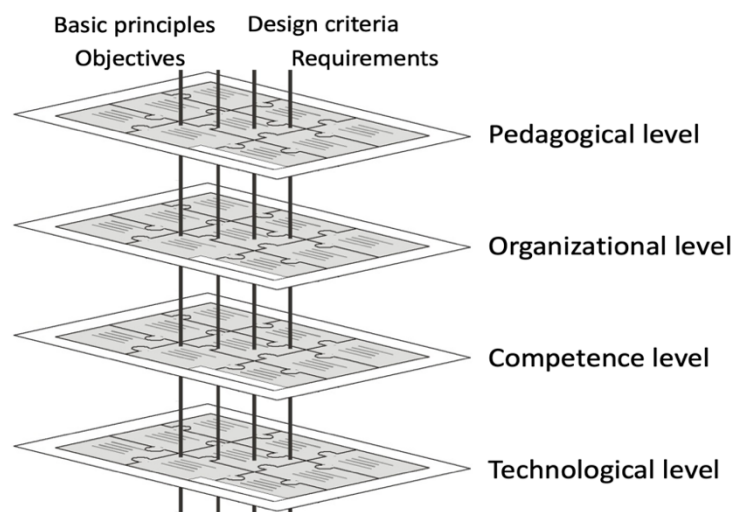 Basic principles
Design criteria
Objectives
Requirements
Pedagogical level
Organizational level
Competence level
Technological level